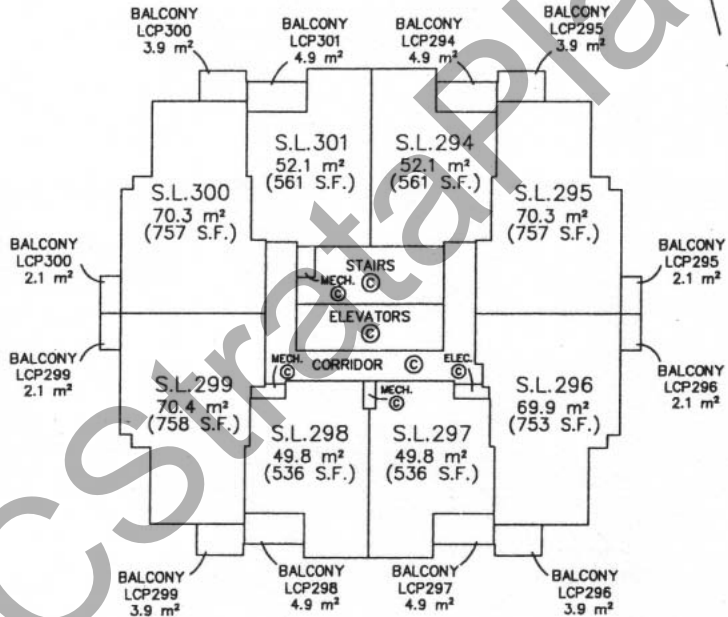 BALCONY
LCP300
3.9 m²
BALCONY
LCP301
4.9 m²
BALCONY
LCP294
4.9 m²
BALCONY
LCP295
3.9 m²
S.L.301
52.1 m²
(561 S.F.)
S.L.294
52.1 m²
(561 S.F.)
S.L.300
70.3 m²
(757 S.F.)
S.L.295
70.3 m²
(757 S.F.)
BALCONY
LCP300
2.1 m²
STAIRS
C
MECH.
C
ELEVATORS
C
BALCONY
LCP295
2.1 m²
BALCONY
LCP299
2.1 m²
MECH.
C
CORRIDOR C
ELEC.
C
BALCONY
LCP296
2.1 m²
S.L.299
70.4 m²
(758 S.F.)
MECH.
C
S.L.296
69.9 m²
(753 S.F.)
S.L.298
49.8 m²
(536 S.F.)
S.L.297
49.8 m²
(536 S.F.)
BALCONY
LCP299
3.9 m²
BALCONY
LCP298
4.9 m²
BALCONY
LCP297
4.9 m²
BALCONY
LCP296
3.9 m²
CStrataPla